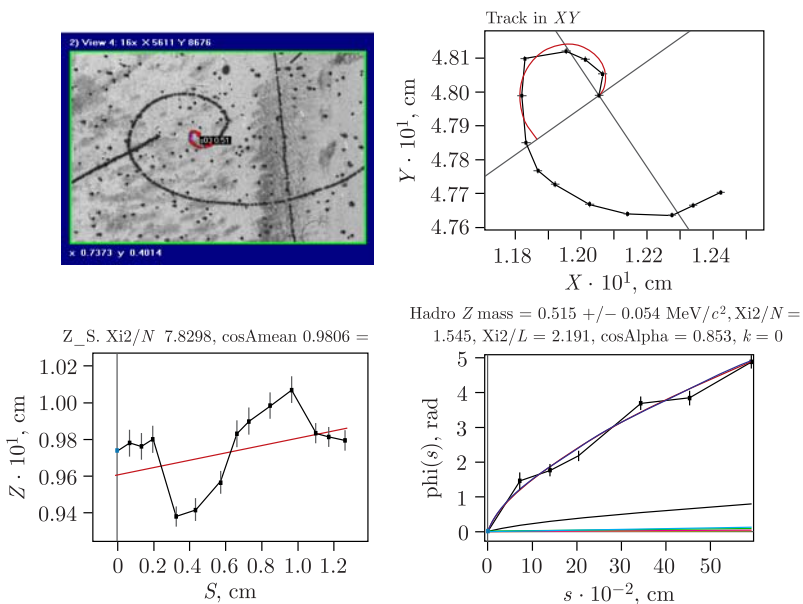 2) View 4: 16x X 5611 Y 8676
s02 0.51
x 0.7373 y 0.4014
Track in XY
4.81
4.80
4.79
4.78
4.77
4.76
Y · 10¹, cm
1.18 1.20 1.22 1.24
X · 10¹, cm
Z_S. Xi2/N 7.8298, cosAmean 0.9806 =
1.02
1.00
0.98
0.96
0.94
Z · 10¹, cm
0 0.2 0.4 0.6 0.8 1.0 1.2
S, cm
Hadro Z mass = 0.515 +/− 0.054 MeV/c², Xi2/N =
1.545, Xi2/L = 2.191, cosAlpha = 0.853, k = 0
5
4
3
2
1
0
phi(s), rad
0 10 20 30 40 50
s · 10⁻², cm